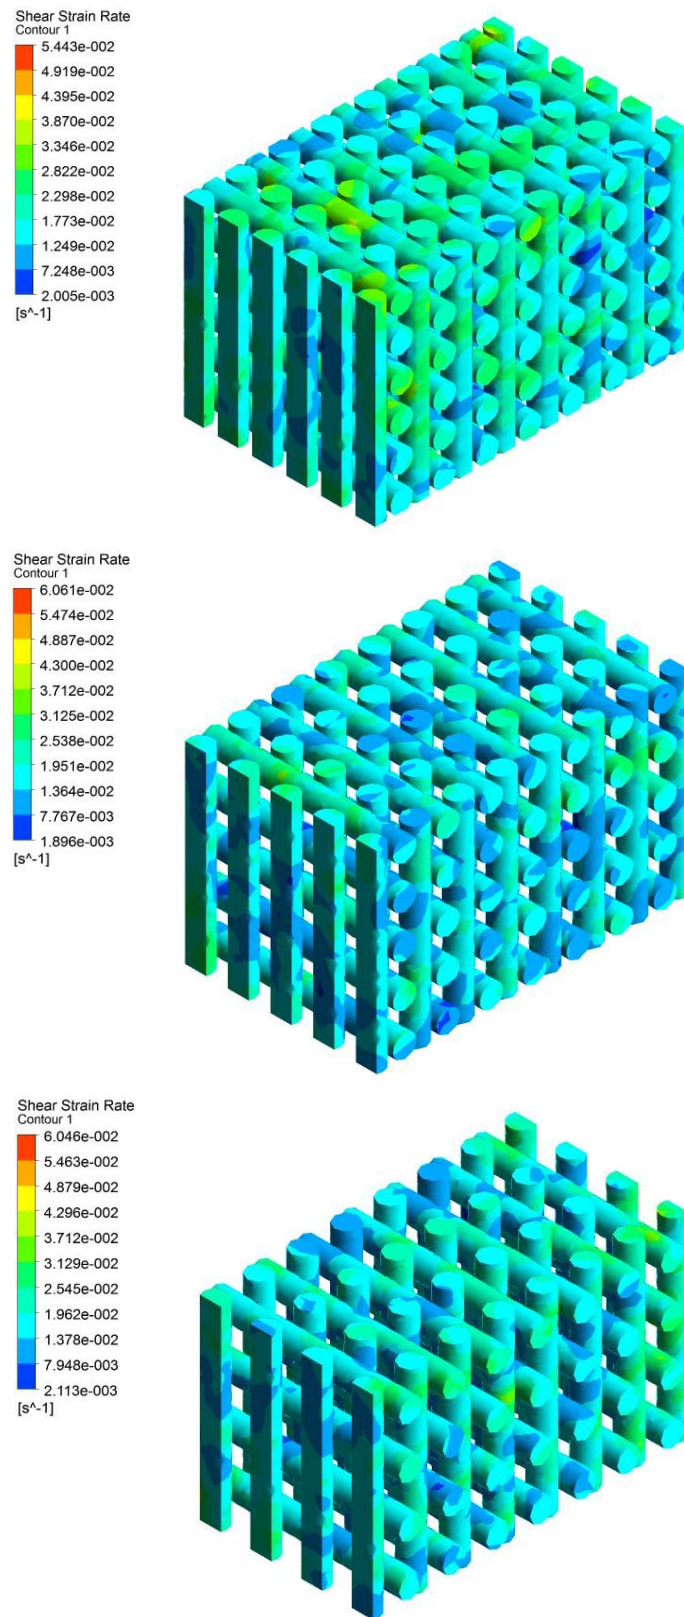 Shear Strain Rate
Contour 1
5.443e-002
4.919e-002
4.395e-002
3.870e-002
3.346e-002
2.822e-002
2.298e-002
1.773e-002
1.249e-002
7.248e-003
2.005e-003
[s^-1]
Shear Strain Rate
Contour 1
6.061e-002
5.474e-002
4.887e-002
4.300e-002
3.712e-002
3.125e-002
2.538e-002
1.951e-002
1.364e-002
7.767e-003
1.896e-003
[s^-1]
Shear Strain Rate
Contour 1
6.046e-002
5.463e-002
4.879e-002
4.296e-002
3.712e-002
3.129e-002
2.545e-002
1.962e-002
1.378e-002
7.948e-003
2.113e-003
[s^-1]